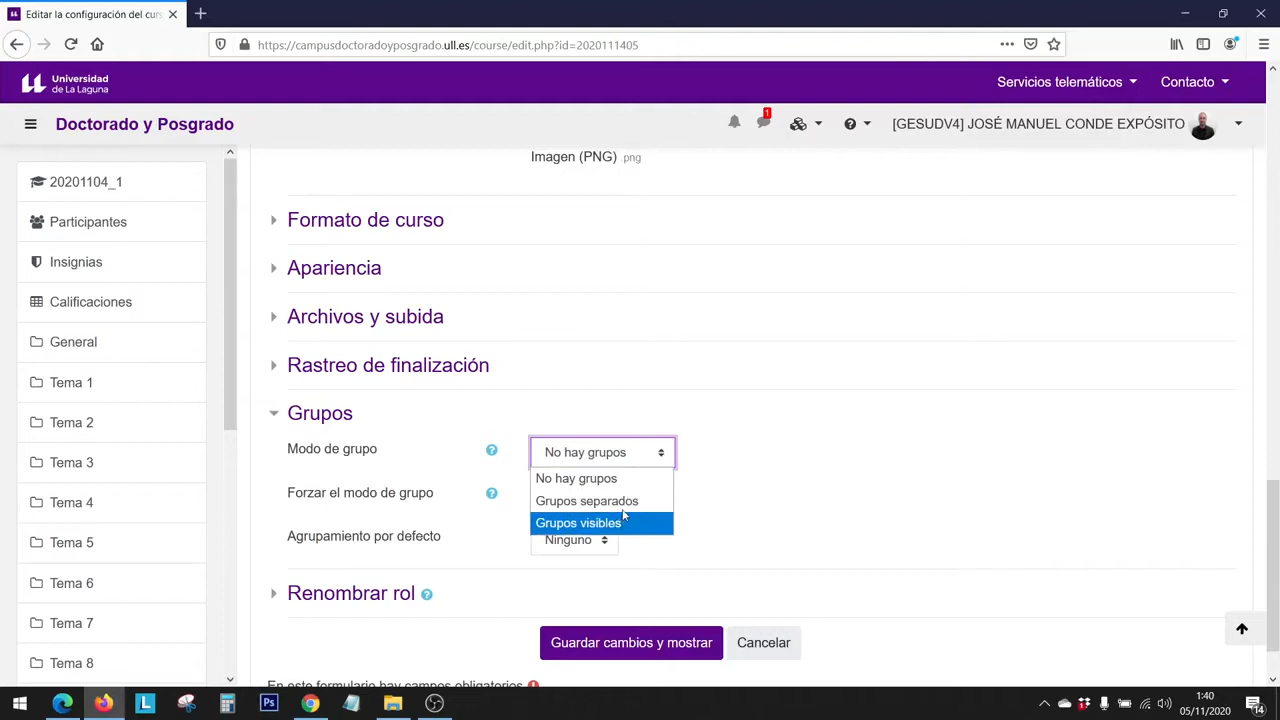 Editar la configuración del cur
https://campusdoctoradoyposgrado.ull.es/course/edit.php?id=2020111405
Universidad
de La Laguna
Servicios telemáticos
Contacto
Doctorado y Posgrado
1
[GESUDV4] JOSÉ MANUEL CONDE EXPÓSITO
20201104_1
Participantes
Insignias
Calificaciones
General
Tema 1
Tema 2
Tema 3
Tema 4
Tema 5
Tema 6
Tema 7
Tema 8
Imagen (PNG) .png
Formato de curso
Apariencia
Archivos y subida
Rastreo de finalización
Grupos
Modo de grupo
No hay grupos
No hay grupos
Grupos separados
Grupos visibles
Forzar el modo de grupo
Agrupamiento por defecto
Ninguno
Renombrar rol
Guardar cambios y mostrar
Cancelar
En este formulario hay campos obligatorios
1:40
05/11/2020
14